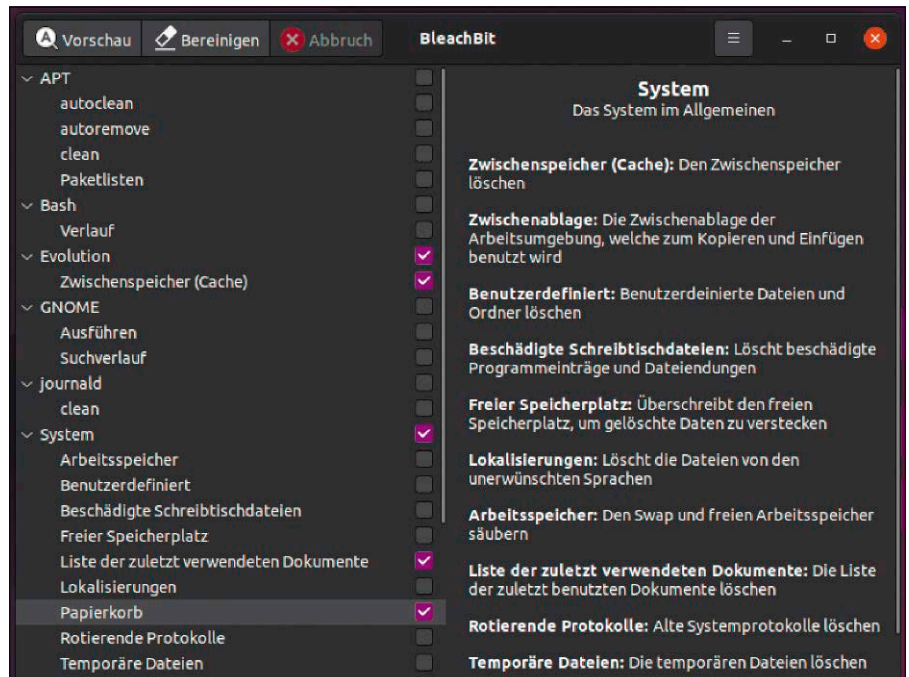 Vorschau Bereinigen Abbruch BleachBit
APT
autoclean
autoremove
clean
Paketlisten
Bash
Verlauf
Evolution
Zwischenspeicher (Cache)
GNOME
Ausführen
Suchverlauf
journald
clean
System
Arbeitsspeicher
Benutzerdefiniert
Beschädigte Schreibtischdateien
Freier Speicherplatz
Liste der zuletzt verwendeten Dokumente
Lokalisierungen
Papierkorb
Rotierende Protokolle
Temporäre Dateien
System
Das System im Allgemeinen
Zwischenspeicher (Cache): Den Zwischenspeicher
löschen
Zwischenablage: Die Zwischenablage der
Arbeitsumgebung, welche zum Kopieren und Einfügen
benutzt wird
Benutzerdefiniert: Benutzerdeinierte Dateien und
Ordner löschen
Beschädigte Schreibtischdateien: Löscht beschädigte
Programmeinträge und Dateiendungen
Freier Speicherplatz: Überschreibt den freien
Speicherplatz, um gelöschte Daten zu verstecken
Lokalisierungen: Löscht die Dateien von den
unerwünschten Sprachen
Arbeitsspeicher: Den Swap und freien Arbeitsspeicher
säubern
Liste der zuletzt verwendeten Dokumente: Die Liste
der zuletzt benutzten Dokumente löschen
Rotierende Protokolle: Alte Systemprotokolle löschen
Temporäre Dateien: Die temporären Dateien löschen